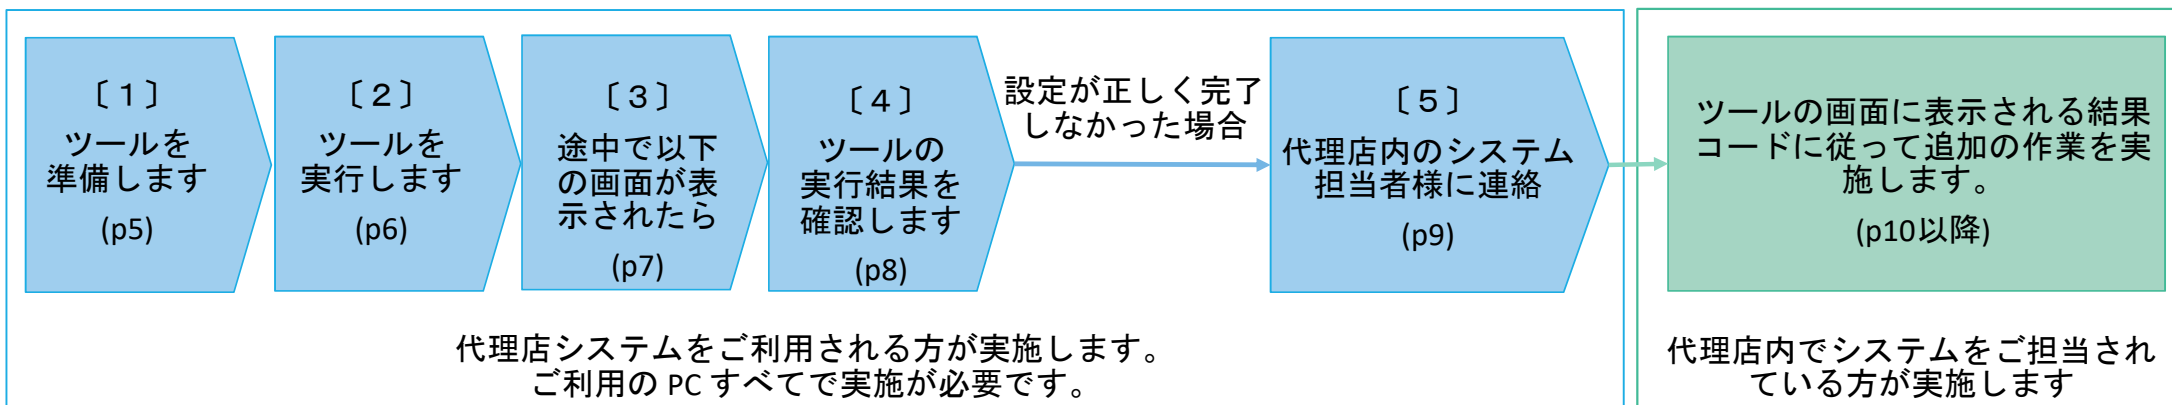 〔１〕
ツールを
準備します
(p5)
〔２〕
ツールを
実行します
(p6)
〔３〕
途中で以下
の画面が表
示されたら
(p7)
〔４〕
ツールの
実行結果を
確認します
(p8)
設定が正しく完了
しなかった場合
〔５〕
代理店内のシステム
担当者様に連絡
(p9)
ツールの画面に表示される結果
コードに従って追加の作業を実
施します。
(p10以降)
代理店システムをご利用される方が実施します。
ご利用の PC すべてで実施が必要です。
代理店内でシステムをご担当され
ている方が実施します